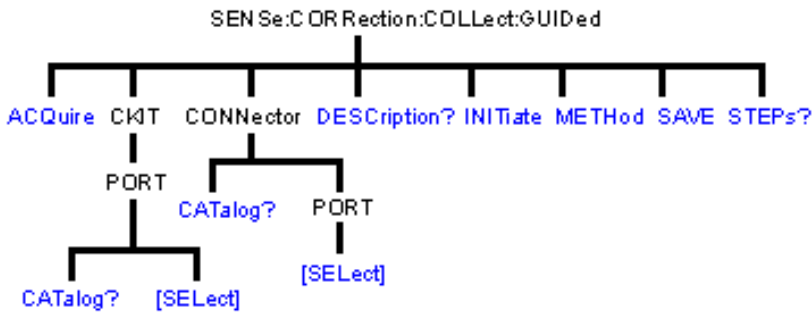 SENSe:CORRection:COLLect:GUIDed
ACQuire CKIT CONNector DESCription? INITiate METHod SAVE STEPs?
PORT
CATalog? PORT
[SELect]
CATalog? [SELect]